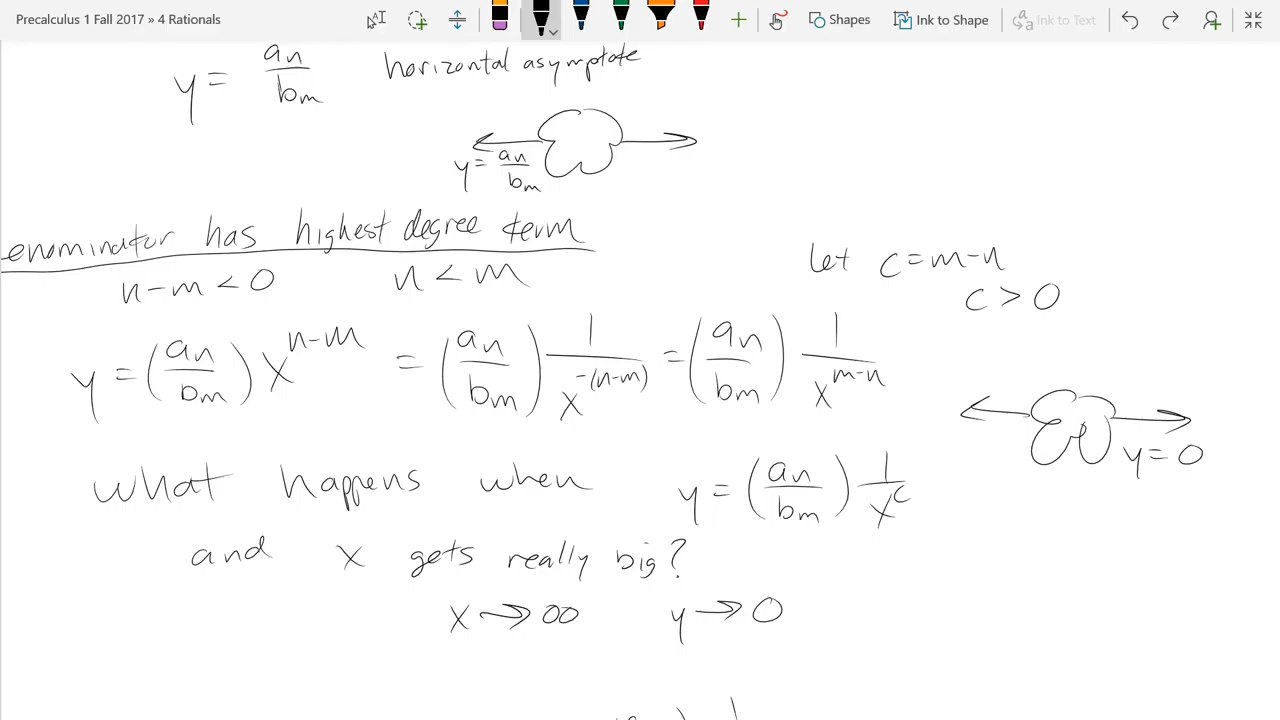 Precalculus 1 Fall 2017 » 4 Rationals
Shapes
Ink to Shape
Ink to Text
y = an/bm horizontal asymptote
y = an/bm
enominator has highest degree term
n-m < 0 n < m
let c = m-n
c > 0
y = (an/bm) x^(n-m) = (an/bm) 1/x^(-(n-m)) = (an/bm) 1/x^(m-n)
y = 0
What happens when y = (an/bm) 1/x^c
and x gets really big?
x → ∞ y → 0